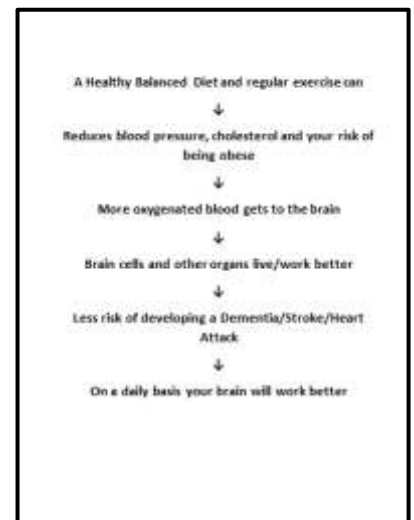 A Healthy Balanced Diet and regular exercise can
↓
Reduces blood pressure, cholesterol and your risk of
being obese
↓
More oxygenated blood gets to the brain
↓
Brain cells and other organs live/work better
↓
Less risk of developing a Dementia/Stroke/Heart
Attack
↓
On a daily basis your brain will work better